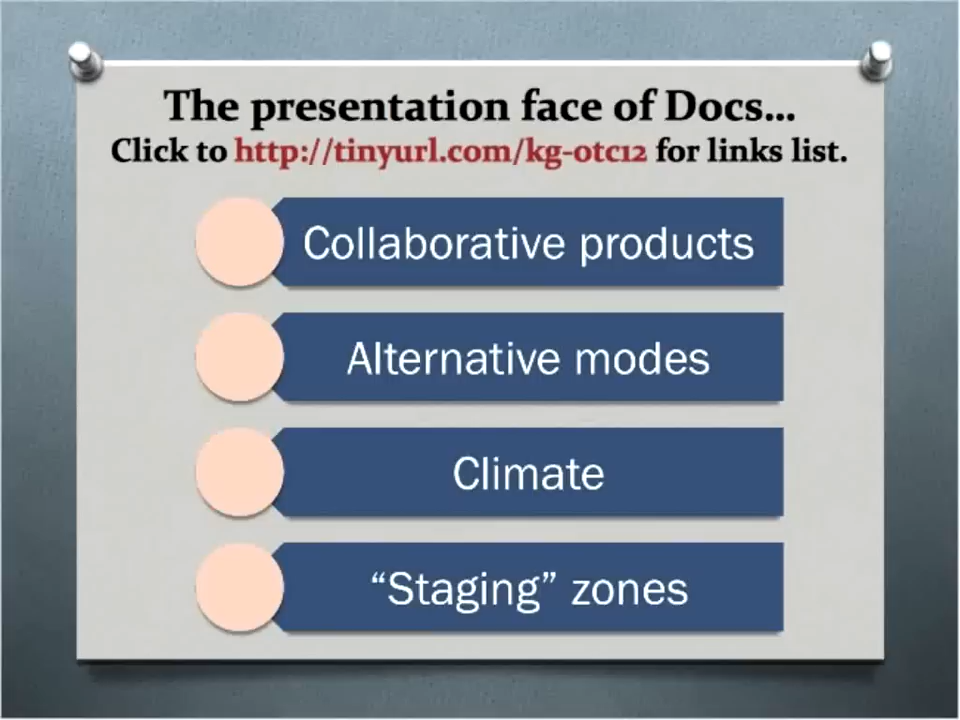 The presentation face of Docs...
Click to http://tinyurl.com/kg-otc12 for links list.
Collaborative products
Alternative modes
Climate
“Staging” zones